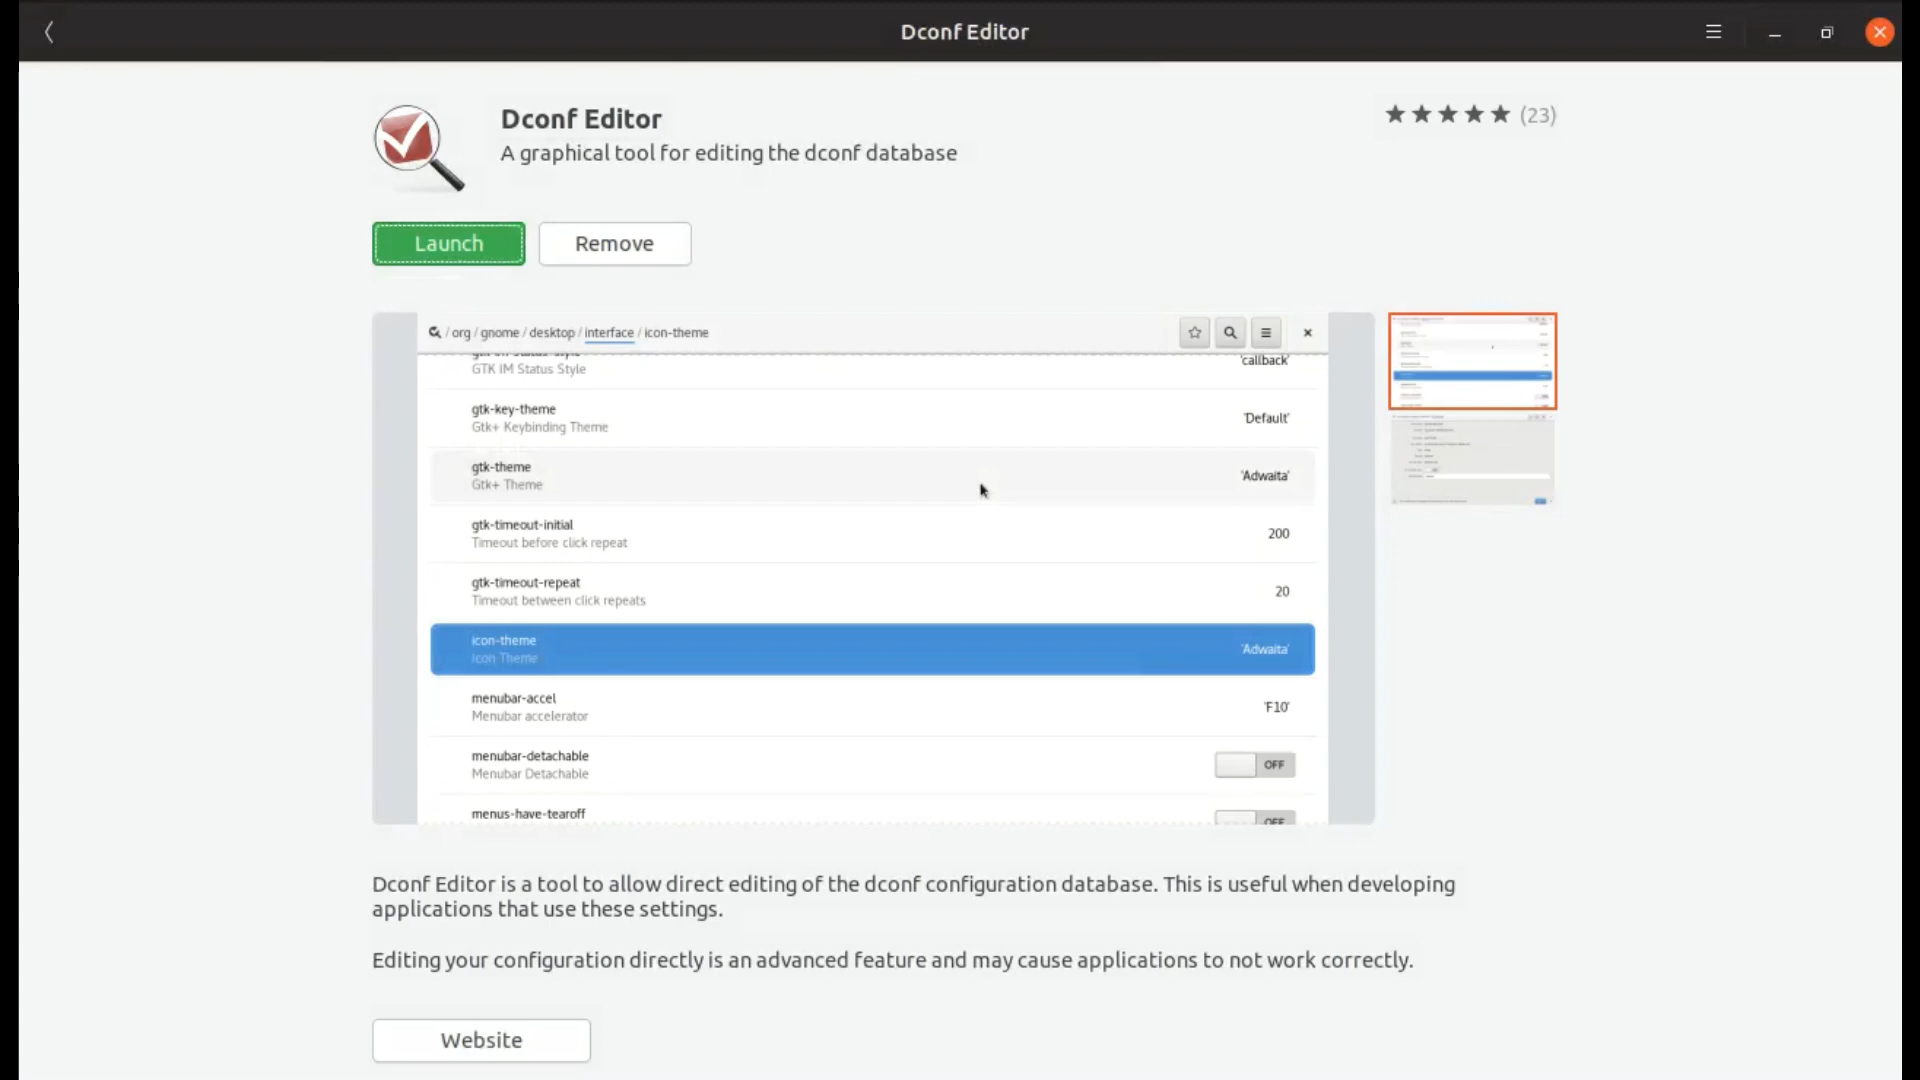 Dconf Editor
Dconf Editor
A graphical tool for editing the dconf database
(23)
Launch
Remove
/ org / gnome / desktop / interface / icon-theme
'callback'
GTK IM Status Style
gtk-key-theme
'Default'
Gtk+ Keybinding Theme
gtk-theme
'Adwaita'
Gtk+ Theme
gtk-timeout-initial
200
Timeout before click repeat
gtk-timeout-repeat
20
Timeout between click repeats
icon-theme
'Adwaita'
Icon Theme
menubar-accel
'F10'
Menubar accelerator
menubar-detachable
OFF
Menubar Detachable
menus-have-tearoff
OFF
Dconf Editor is a tool to allow direct editing of the dconf configuration database. This is useful when developing
applications that use these settings.
Editing your configuration directly is an advanced feature and may cause applications to not work correctly.
Website